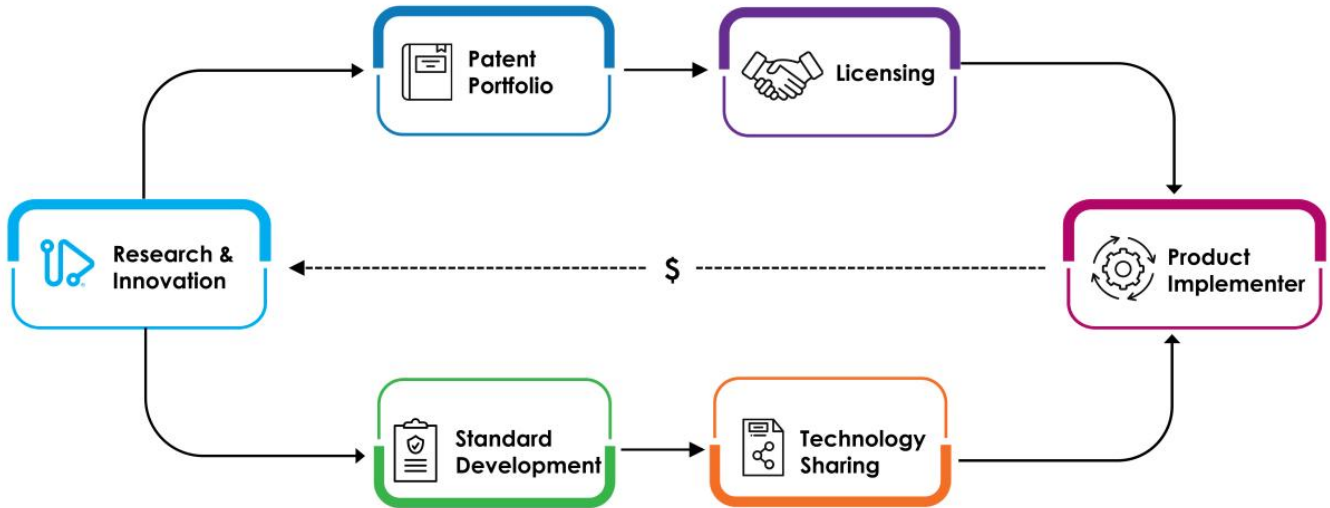 Patent
Portfolio
Licensing
Research &
Innovation
$
Product
Implementer
Standard
Development
Technology
Sharing